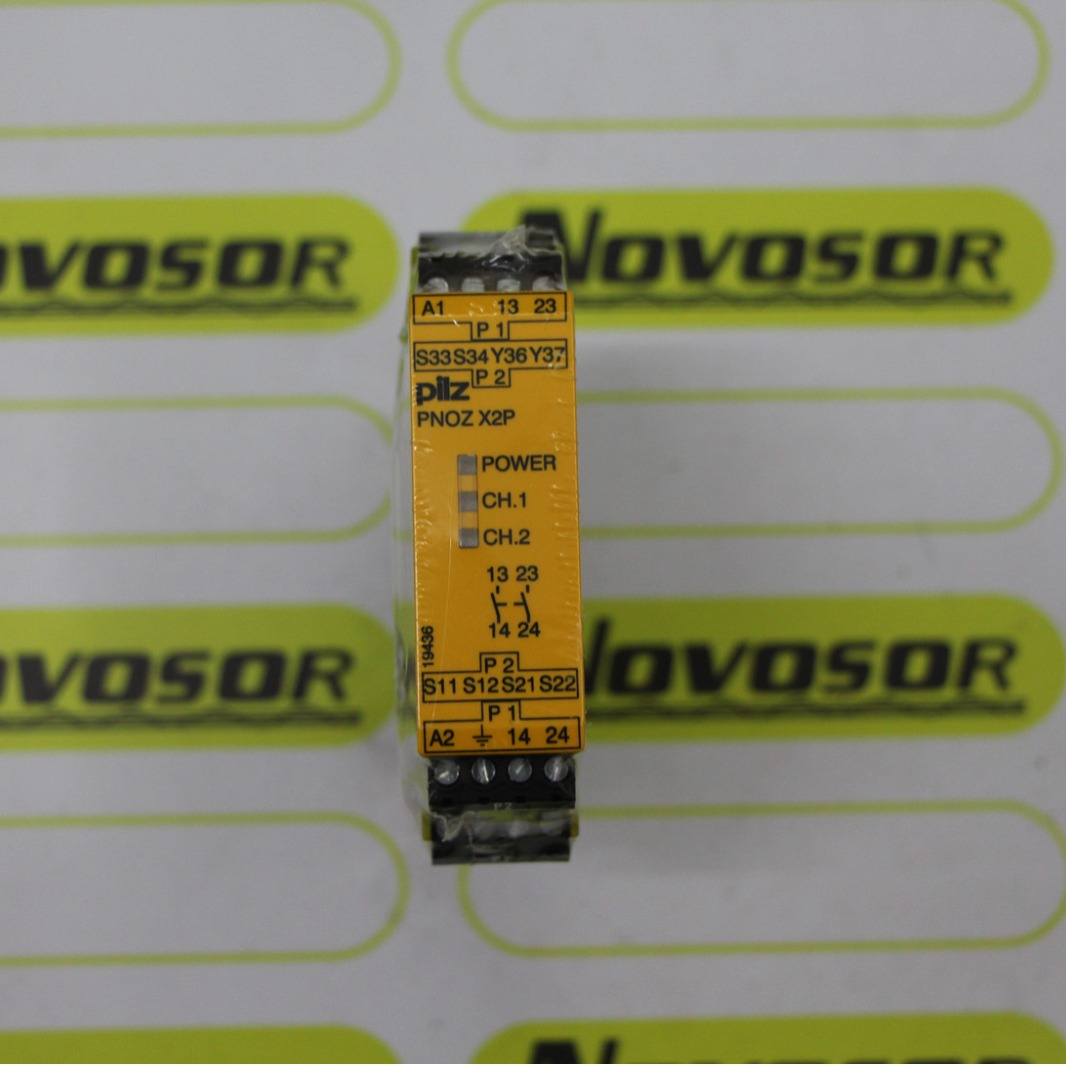 Novosor
Novosor
A1 13 23
P 1
S33 S34 Y36 Y37
P 2
pilz
PNOZ X2P
POWER
CH.1
CH.2
13 23
14 24
19436
P 2
S11 S12 S21 S22
P 1
A2 14 24
Novosor
Novosor
Novosor